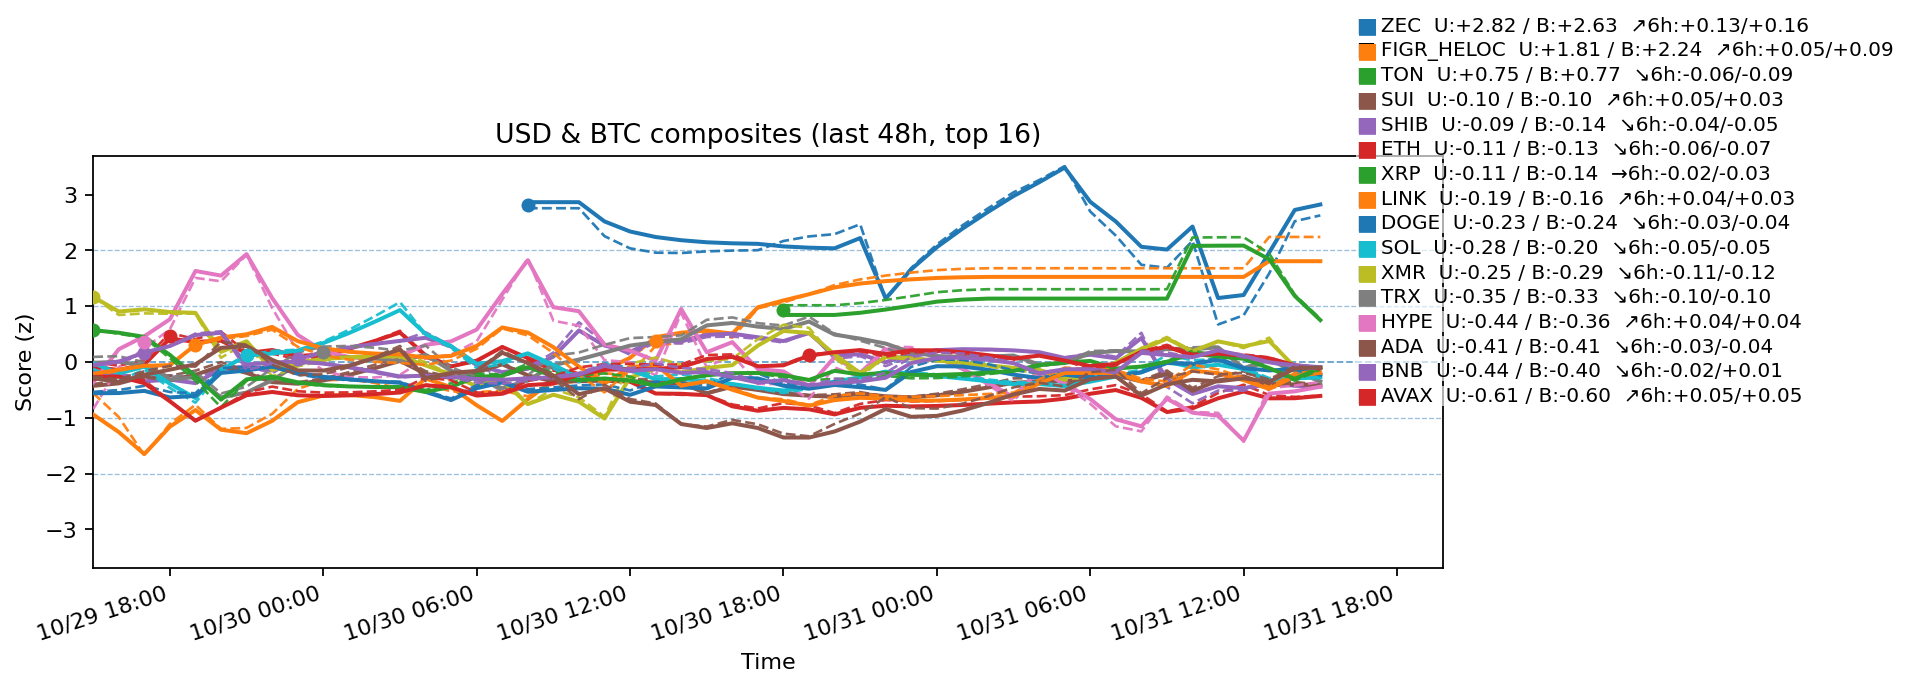 ZEC U:+2.82 / B:+2.63 ↗6h:+0.13/+0.16
FIGR_HELOC U:+1.81 / B:+2.24 ↗6h:+0.05/+0.09
TON U:+0.75 / B:+0.77 ↘6h:-0.06/-0.09
SUI U:-0.10 / B:-0.10 ↗6h:+0.05/+0.03
SHIB U:-0.09 / B:-0.14 ↘6h:-0.04/-0.05
ETH U:-0.11 / B:-0.13 ↘6h:-0.06/-0.07
XRP U:-0.11 / B:-0.14 →6h:-0.02/-0.03
LINK U:-0.19 / B:-0.16 ↗6h:+0.04/+0.03
DOGE U:-0.23 / B:-0.24 ↘6h:-0.03/-0.04
SOL U:-0.28 / B:-0.20 ↘6h:-0.05/-0.05
XMR U:-0.25 / B:-0.29 ↘6h:-0.11/-0.12
TRX U:-0.35 / B:-0.33 ↘6h:-0.10/-0.10
HYPE U:-0.44 / B:-0.36 ↗6h:+0.04/+0.04
ADA U:-0.41 / B:-0.41 ↘6h:-0.03/-0.04
BNB U:-0.44 / B:-0.40 ↘6h:-0.02/+0.01
AVAX U:-0.61 / B:-0.60 ↗6h:+0.05/+0.05
USD & BTC composites (last 48h, top 16)
Score (z)
3
2
1
0
−1
−2
−3
10/29 18:00
10/30 00:00
10/30 06:00
10/30 12:00
10/30 18:00
10/31 00:00
10/31 06:00
10/31 12:00
10/31 18:00
Time